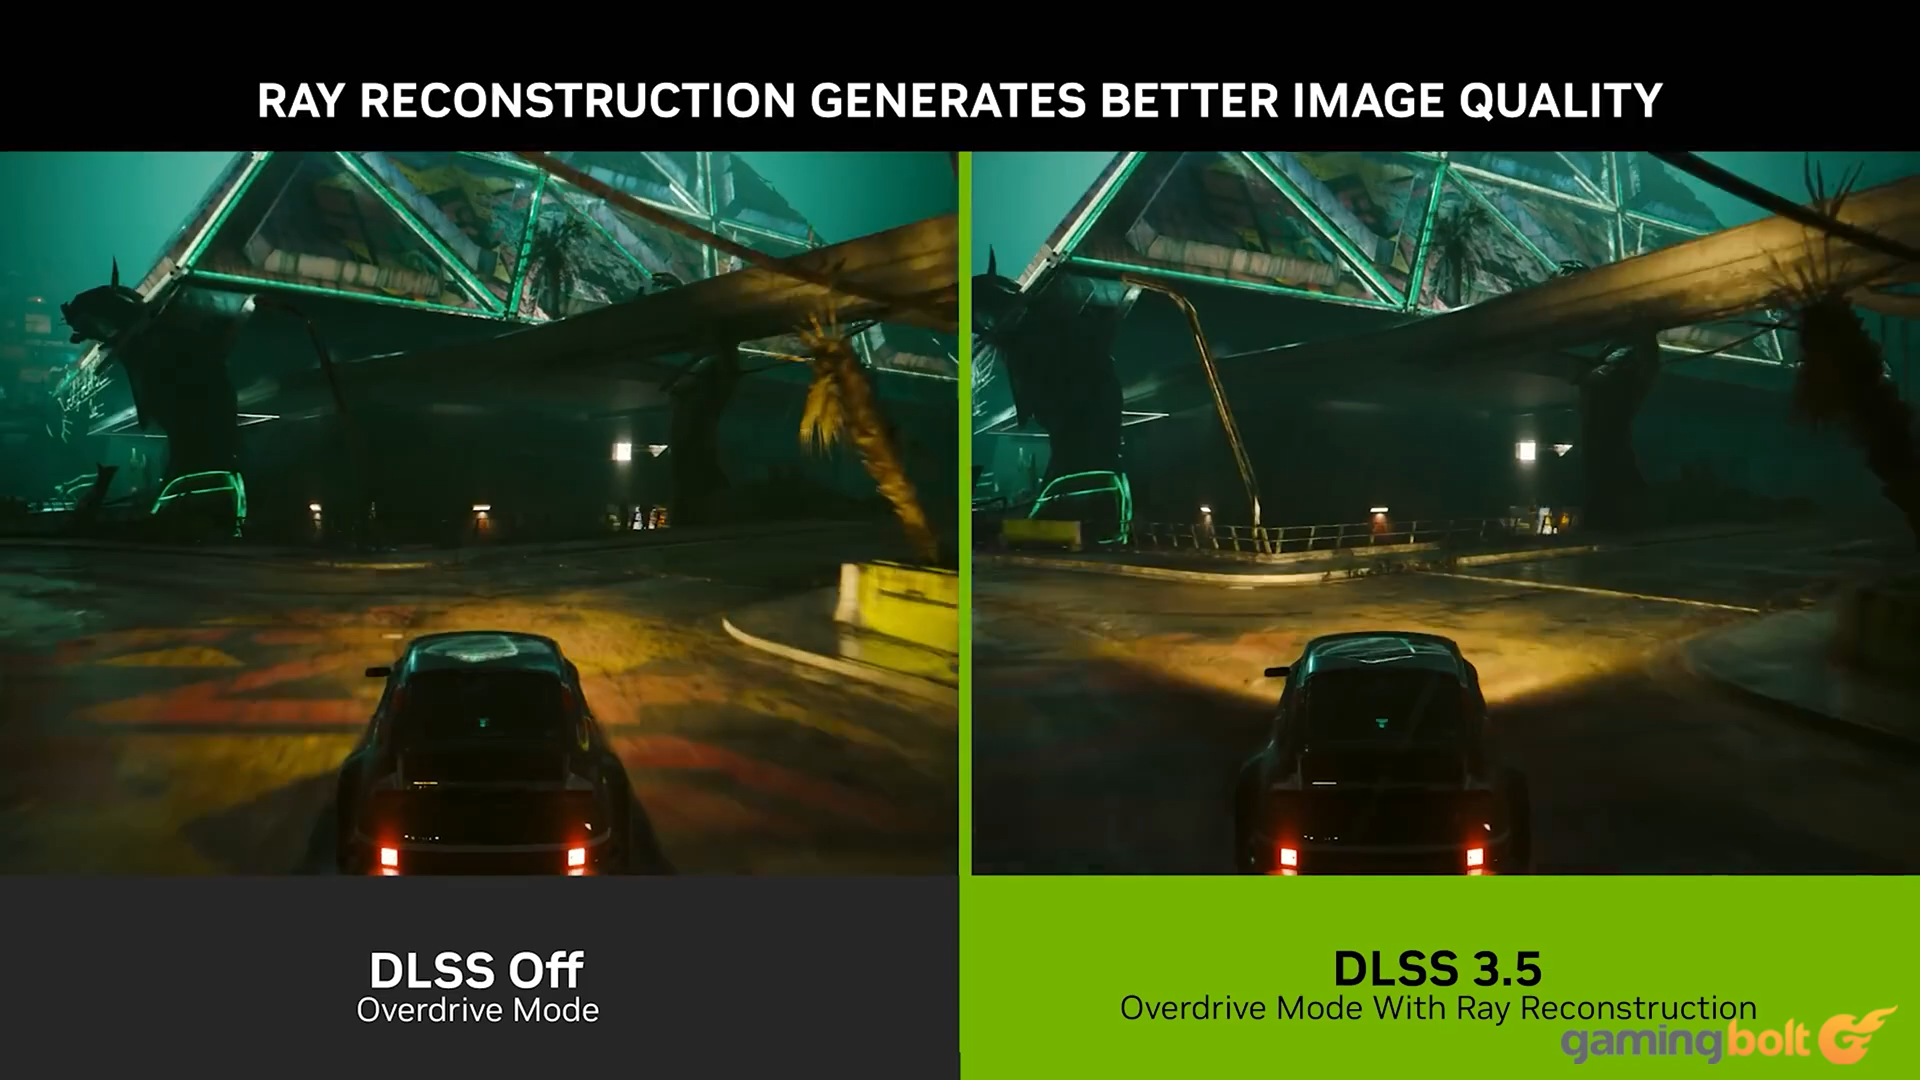 RAY RECONSTRUCTION GENERATES BETTER IMAGE QUALITY
DLSS Off
Overdrive Mode
DLSS 3.5
Overdrive Mode With Ray Reconstruction
gamingbolt